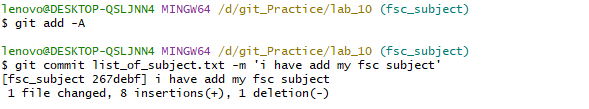 lenovo@DESKTOP-QSLJNN4 MINGW64 /d/git_Practice/lab_10 (fsc_subject)
$ git add -A
lenovo@DESKTOP-QSLJNN4 MINGW64 /d/git_Practice/lab_10 (fsc_subject)
$ git commit list_of_subject.txt -m 'i have add my fsc subject'
[fsc_subject 267debf] i have add my fsc subject
 1 file changed, 8 insertions(+), 1 deletion(-)